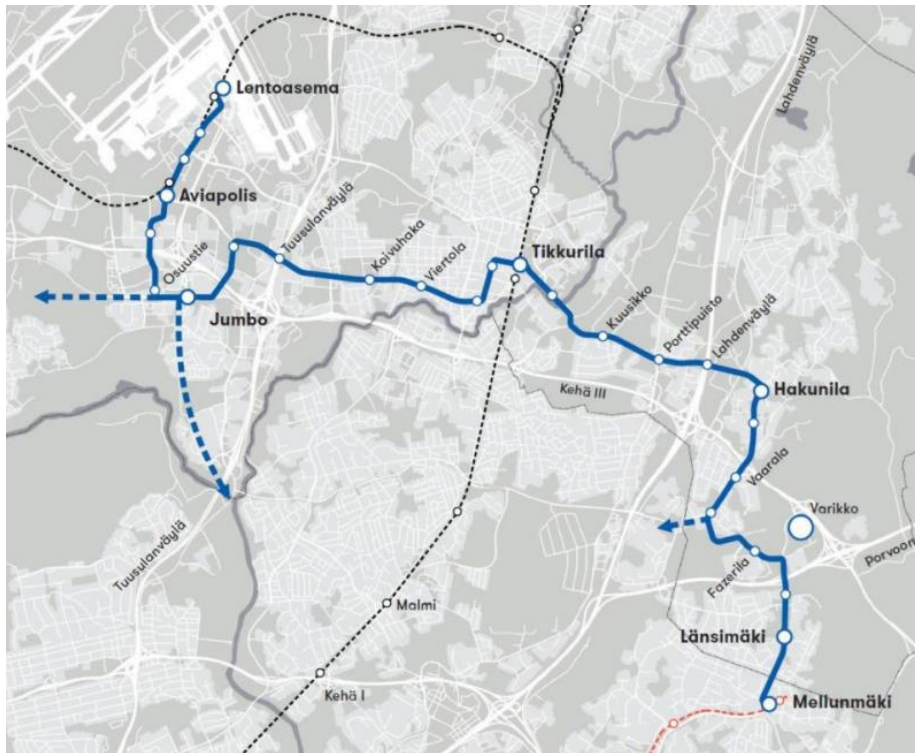 Lahdenväylä
Lentoasema
Aviapolis
Tuusulanväylä
Osuustie
Koivuhaka
Viertola
Tikkurila
Jumbo
Kuusikko
Porttipuisto
Lahdenväylä
Kehä III
Hakunila
Vaarala
Varikko
Tuusulanväylä
Fazerila
Porvoon
Malmi
Länsimäki
Kehä I
Mellunmäki